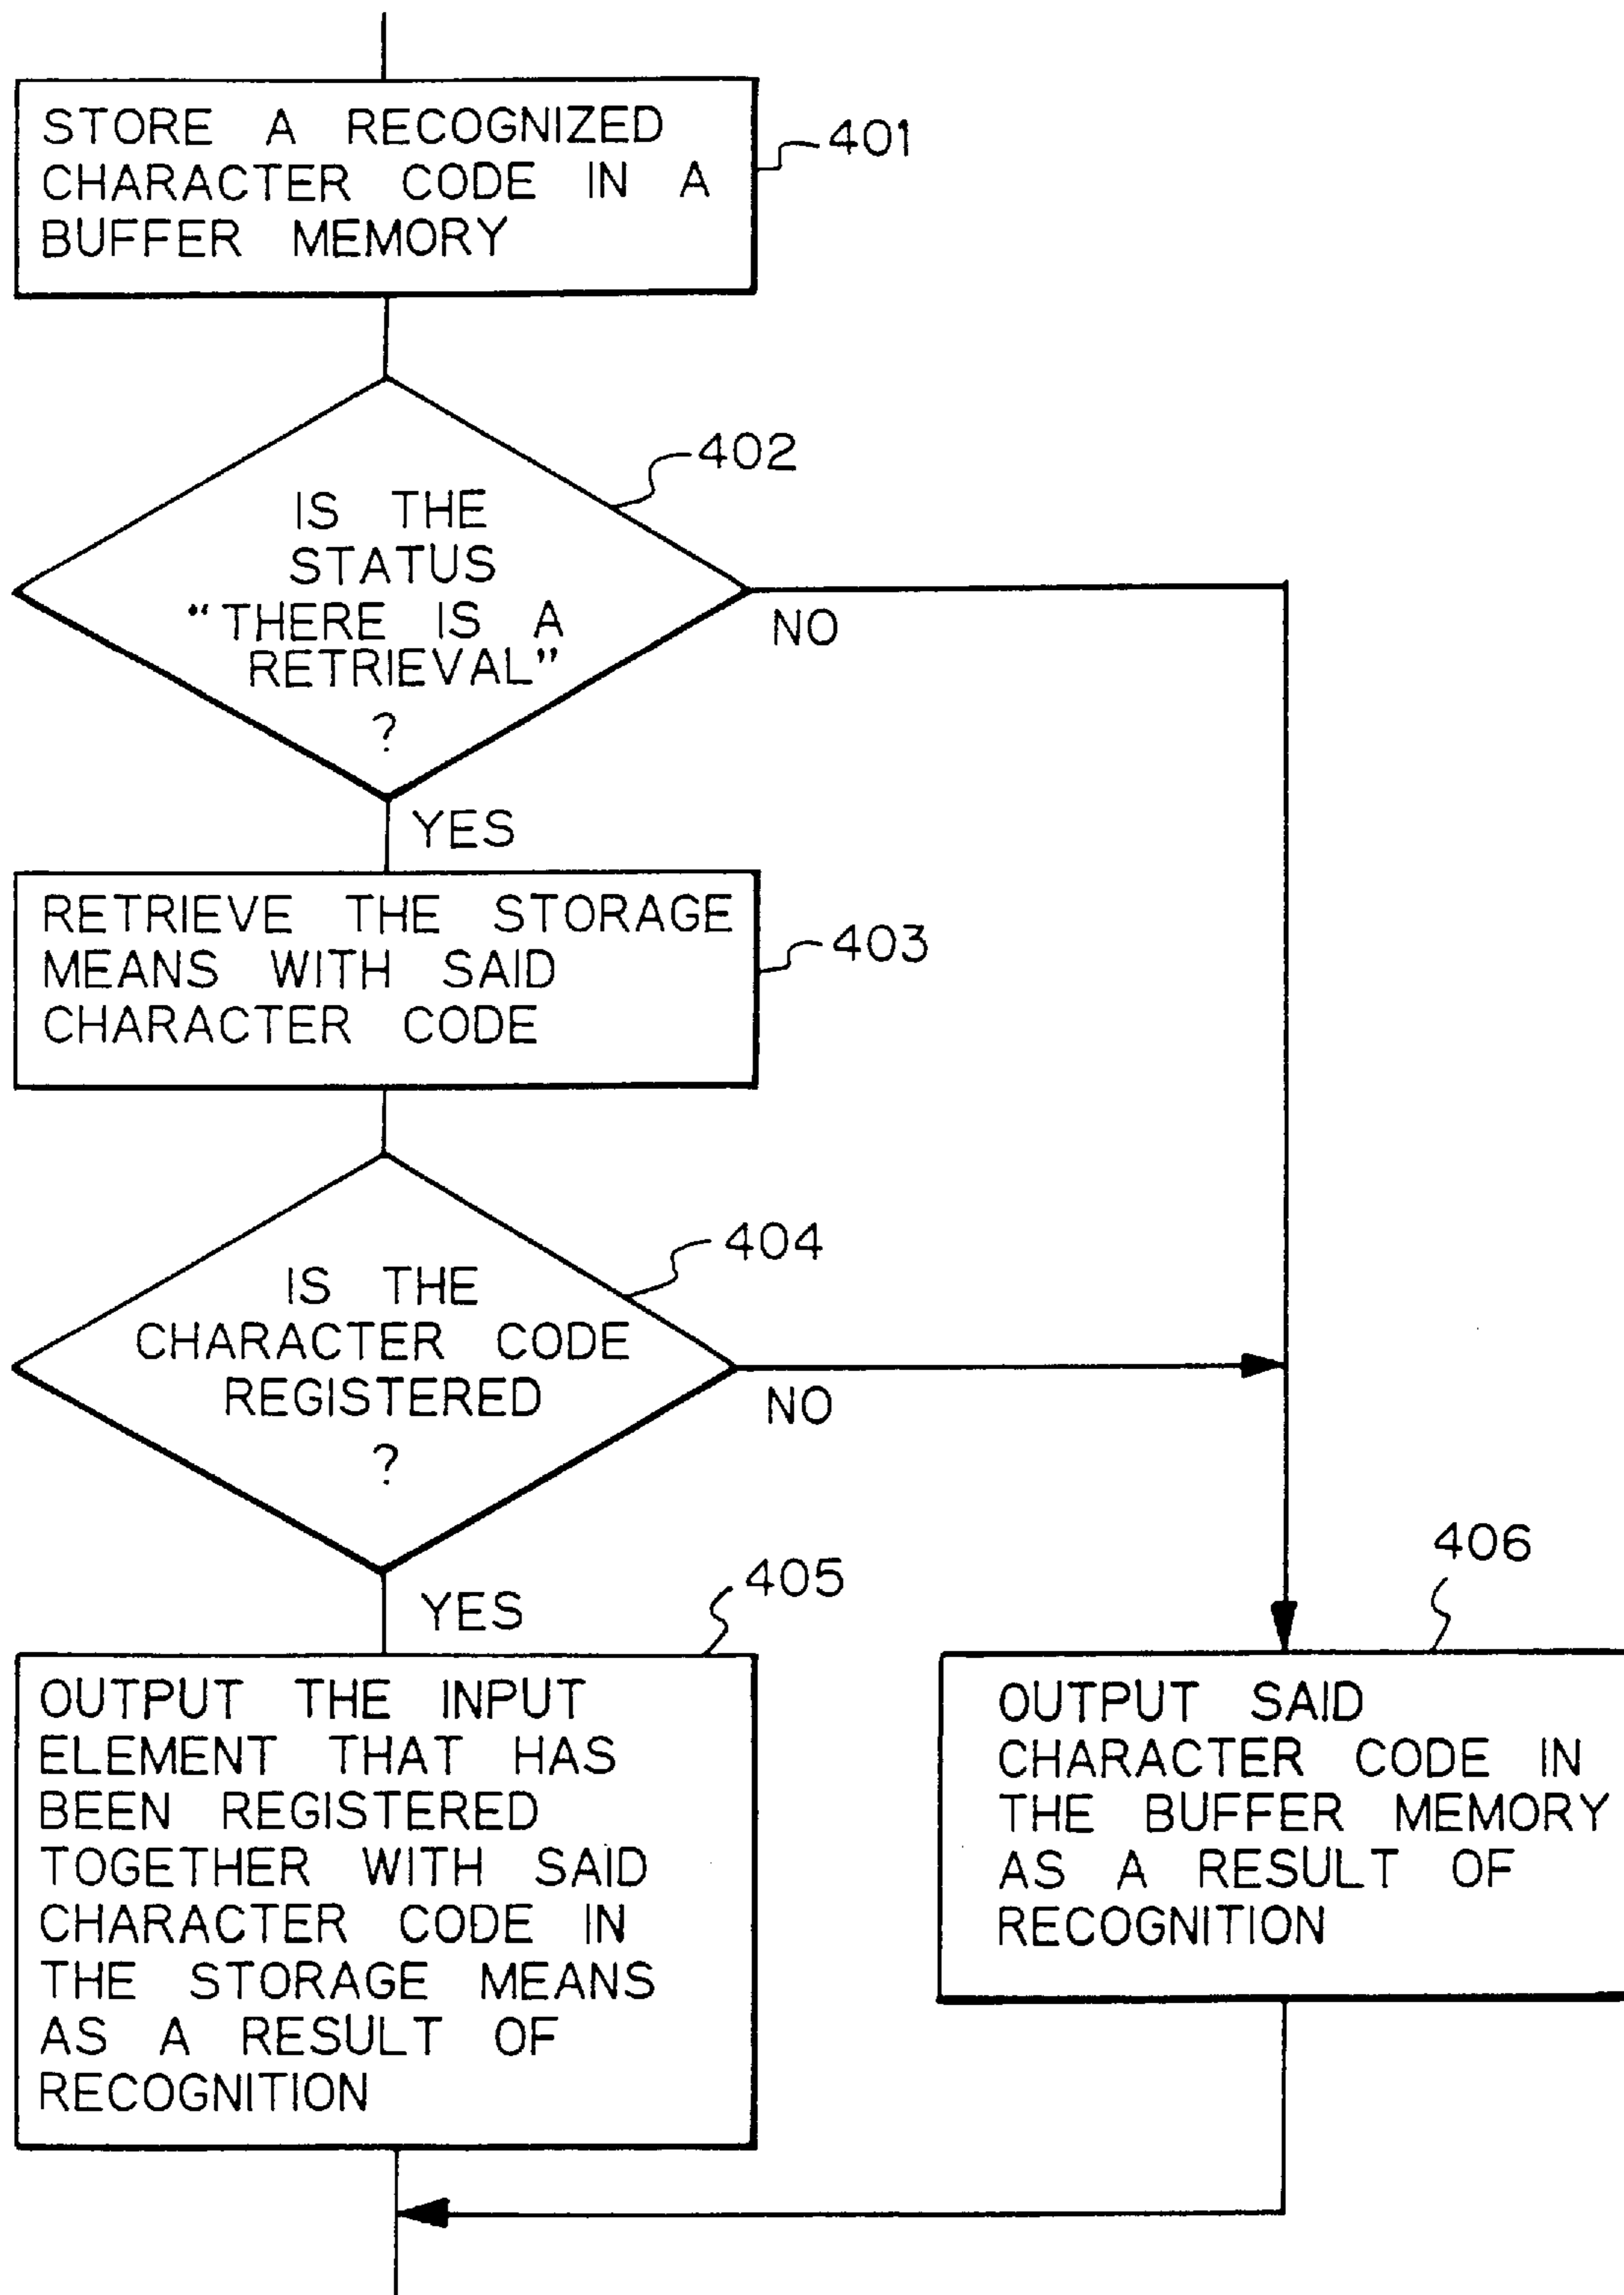 STORE A RECOGNIZED
CHARACTER CODE IN A
BUFFER MEMORY
401
402
IS THE
STATUS
“THERE IS A
RETRIEVAL”
?
NO
YES
RETRIEVE THE STORAGE
MEANS WITH SAID
CHARACTER CODE
403
404
IS THE
CHARACTER CODE
REGISTERED
?
NO
YES
405
OUTPUT THE INPUT
ELEMENT THAT HAS
BEEN REGISTERED
TOGETHER WITH SAID
CHARACTER CODE IN
THE STORAGE MEANS
AS A RESULT OF
RECOGNITION
406
OUTPUT SAID
CHARACTER CODE IN
THE BUFFER MEMORY
AS A RESULT OF
RECOGNITION